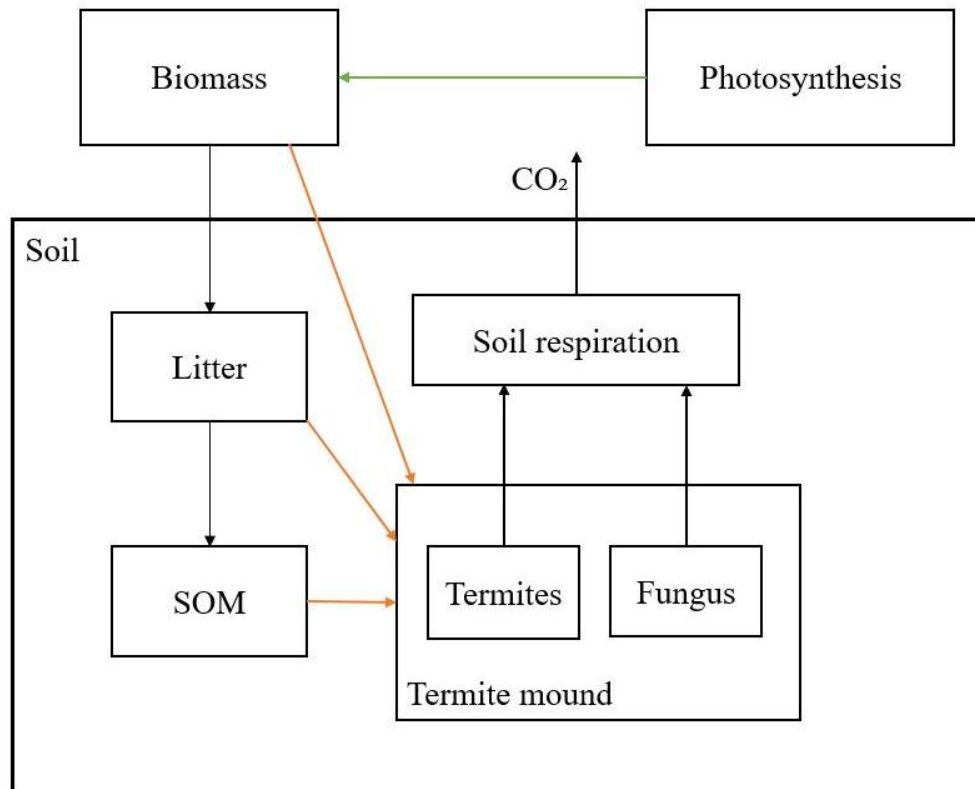 Biomass
Photosynthesis
CO₂
Soil
Soil respiration
Litter
SOM
Termites
Fungus
Termite mound